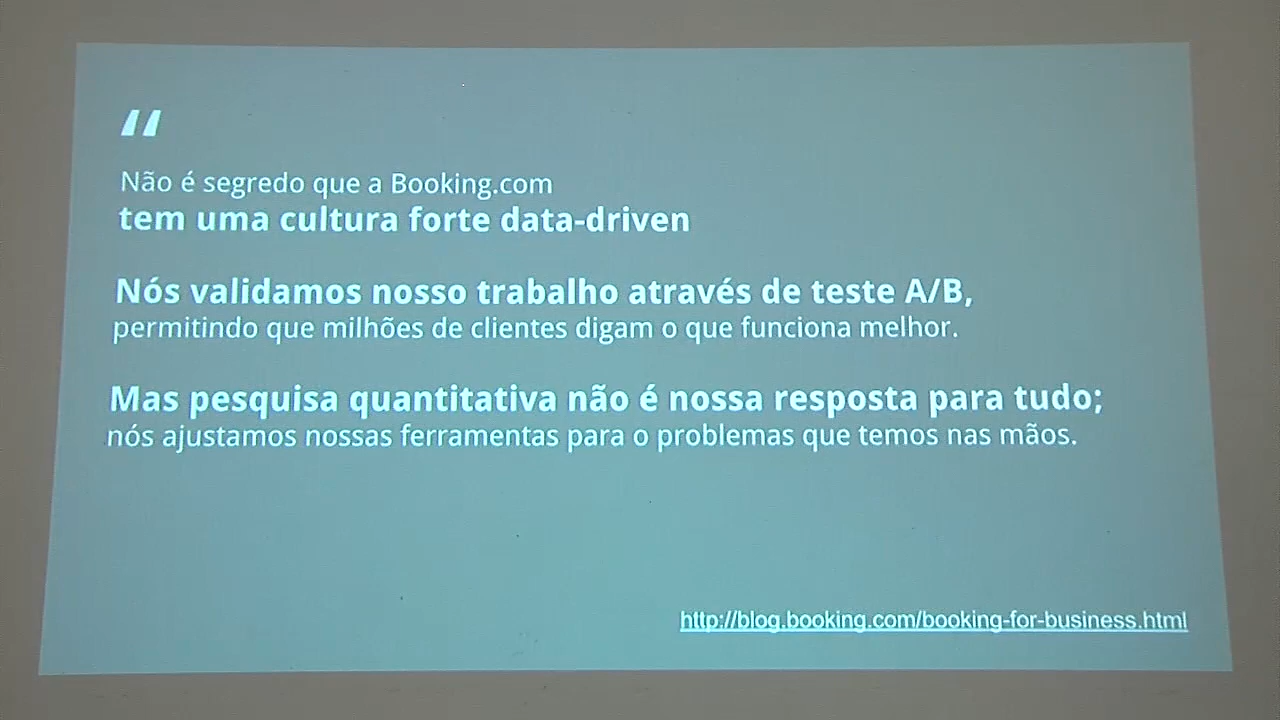 “
Não é segredo que a Booking.com
tem uma cultura forte data-driven
Nós validamos nosso trabalho através de teste A/B,
permitindo que milhões de clientes digam o que funciona melhor.
Mas pesquisa quantitativa não é nossa resposta para tudo;
nós ajustamos nossas ferramentas para o problemas que temos nas mãos.
http://blog.booking.com/booking-for-business.html